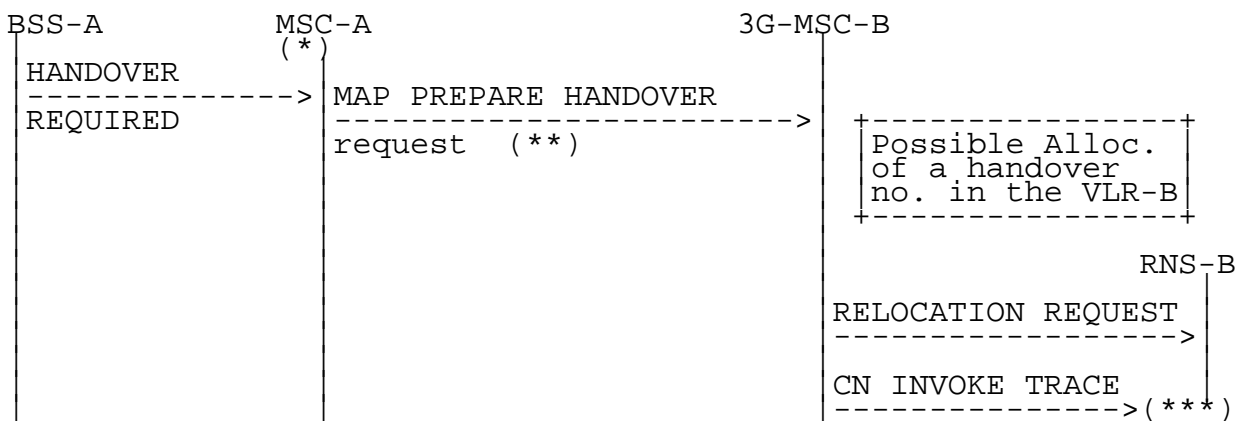 BSS-A MSC-A 3G-MSC-B
(*)
HANDOVER
REQUIRED
MAP PREPARE HANDOVER
request (**)
Possible Alloc.
of a handover
no. in the VLR-B
RNS-B
RELOCATION REQUEST
CN INVOKE TRACE
(***)